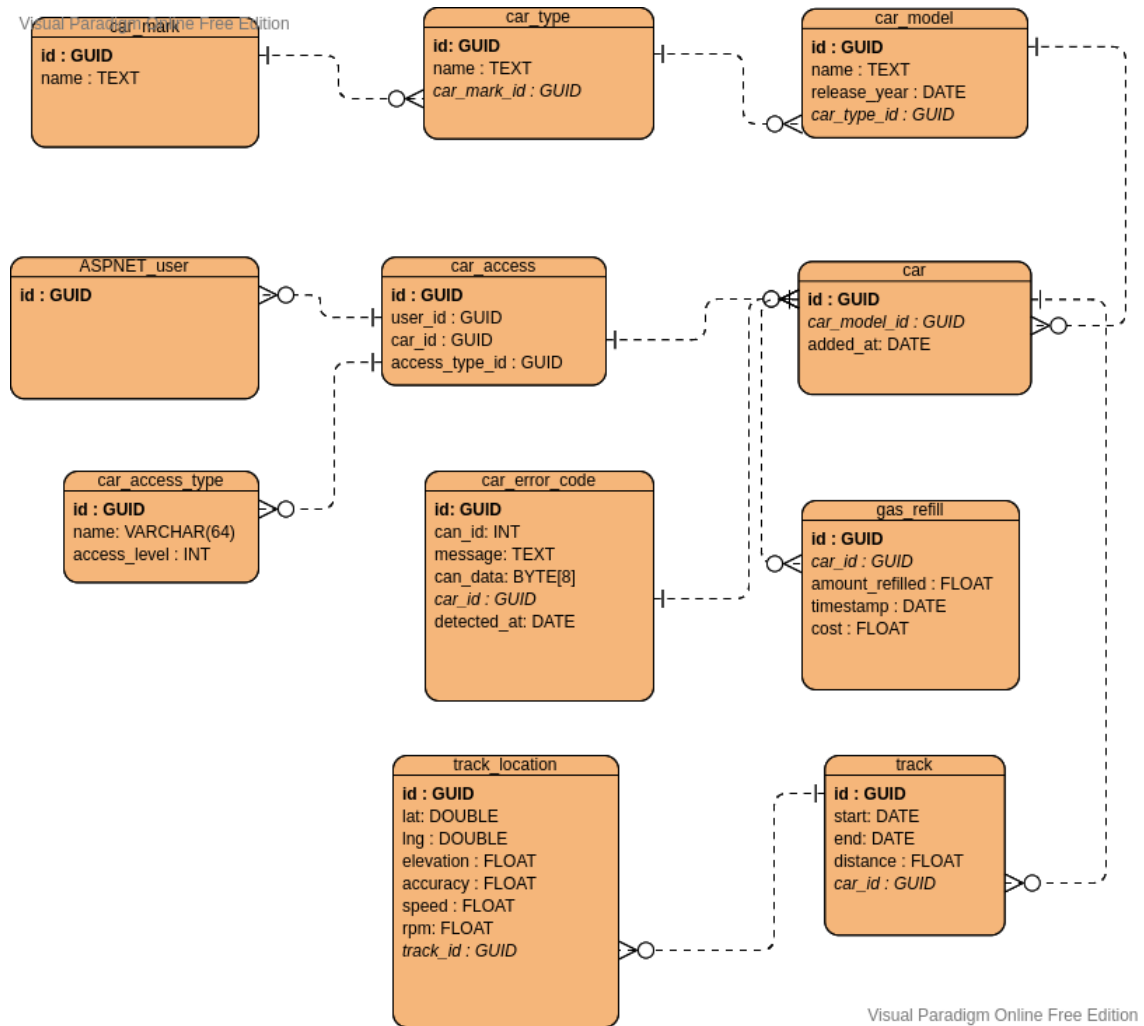 Visual Paradigm Online Free Edition
car_mark
id : GUID
name : TEXT
car_type
id: GUID
name : TEXT
car_mark_id : GUID
car_model
id : GUID
name : TEXT
release_year : DATE
car_type_id : GUID
ASPNET_user
id : GUID
car_access
id : GUID
user_id : GUID
car_id : GUID
access_type_id : GUID
car
id : GUID
car_model_id : GUID
added_at: DATE
car_access_type
id : GUID
name: VARCHAR(64)
access_level : INT
car_error_code
id: GUID
can_id: INT
message: TEXT
can_data: BYTE[8]
car_id : GUID
detected_at: DATE
gas_refill
id : GUID
car_id : GUID
amount_refilled : FLOAT
timestamp : DATE
cost : FLOAT
track_location
id : GUID
lat: DOUBLE
lng : DOUBLE
elevation : FLOAT
accuracy : FLOAT
speed : FLOAT
rpm: FLOAT
track_id : GUID
track
id : GUID
start: DATE
end: DATE
distance : FLOAT
car_id : GUID
Visual Paradigm Online Free Edition